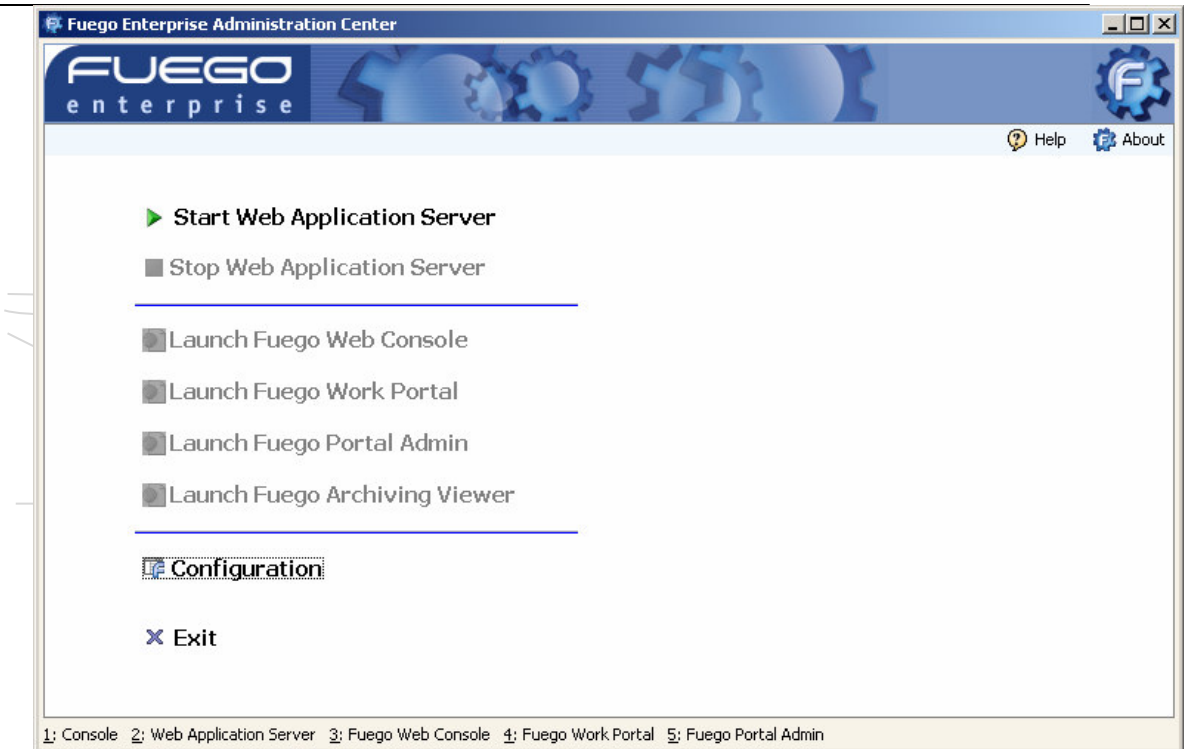 Fuego Enterprise Administration Center
FUEGO
enterprise
Help About
Start Web Application Server
Stop Web Application Server
Launch Fuego Web Console
Launch Fuego Work Portal
Launch Fuego Portal Admin
Launch Fuego Archiving Viewer
Configuration
Exit
1: Console 2: Web Application Server 3: Fuego Web Console 4: Fuego Work Portal 5: Fuego Portal Admin